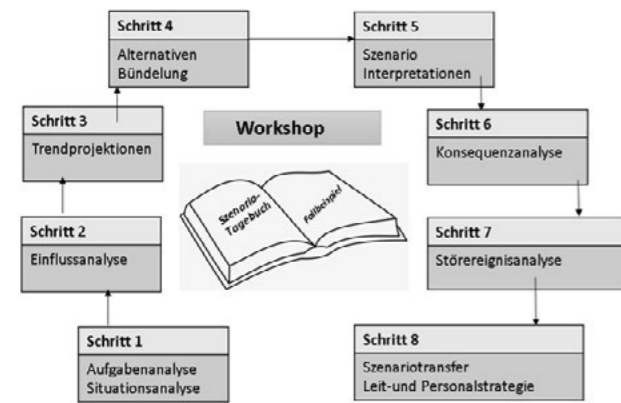 Schritt 4
Alternativen
Bündelung
Schritt 5
Szenario
Interpretationen
Schritt 3
Trendprojektionen
Workshop
Schritt 6
Konsequenzanalyse
Szenario-
Tagebuch
Fallbeispiel
Schritt 2
Einflussanalyse
Schritt 7
Störereignisanalyse
Schritt 1
Aufgabenanalyse
Situationsanalyse
Schritt 8
Szenariotransfer
Leit-und Personalstrategie